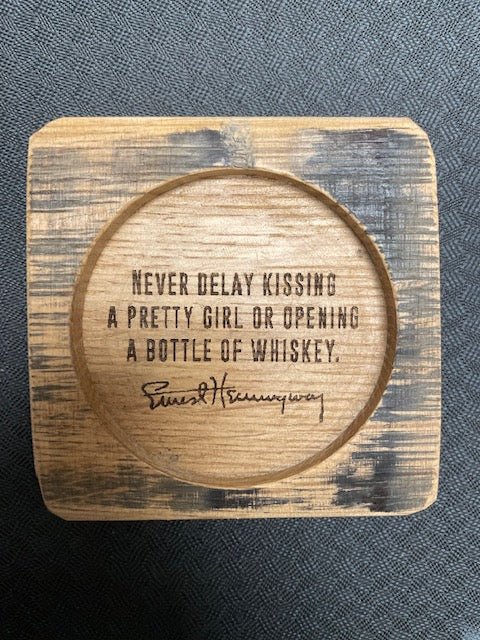 NEVER DELAY KISSING
A PRETTY GIRL OR OPENING
A BOTTLE OF WHISKEY.
Ernest Hemingway